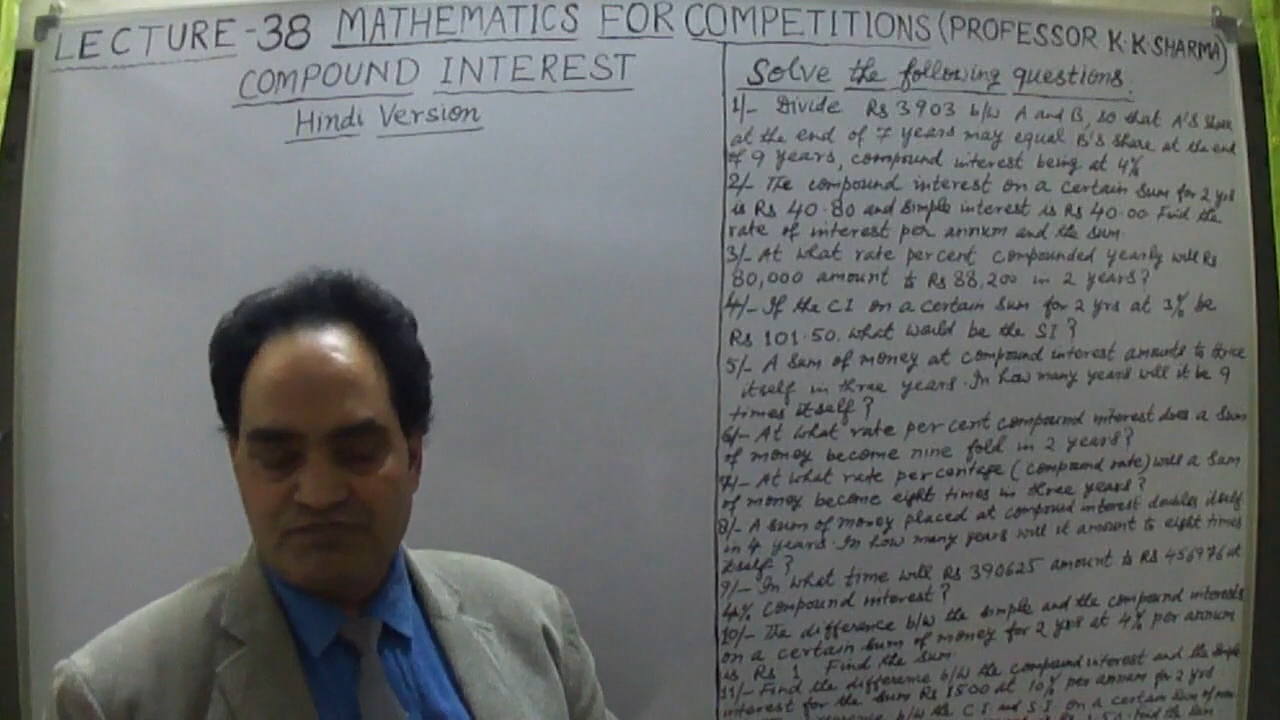 LECTURE-38 MATHEMATICS FOR COMPETITIONS (PROFESSOR K.K.SHARMA)
COMPOUND INTEREST
Hindi Version
Solve the following questions.
1/- Divide Rs 3903 b/w A and B, so that A's share
at the end of 7 years may equal B's share at the end
of 9 years, compound interest being at 4%
2/- The compound interest on a certain sum for 2 yrs
is Rs 40.80 and simple interest is Rs 40.00 Find the
rate of interest per annum and the sum.
3/- At what rate percent compounded yearly will Rs
80,000 amount to Rs 88,200 in 2 years?
4/- If the CI on a certain sum for 2 yrs at 3% be
Rs 101.50. what would be the SI?
5/- A sum of money at compound interest amounts to thrice
itself in three years. In how many years will it be 9
times itself?
6/- At what rate per cent compound interest does a sum
of money become nine fold in 2 years?
7/- At what rate percentage (compound rate) will a sum
of money become eight times in three years?
8/- A sum of money placed at compound interest doubles itself
in 4 years. In how many years will it amount to eight times
itself?
9/- In what time will Rs 390625 amount to Rs 456976 at
4% compound interest?
10/- The difference b/w the simple and the compound interests
on a certain sum of money for 2 yrs at 4% per annum
is Rs 1 Find the sum.
11/- Find the difference b/w the compound interest and the simple
interest for the sum Rs 1500 at 10% per annum for 2 yrs
b/w the C.I. and S.I. on a certain sum of